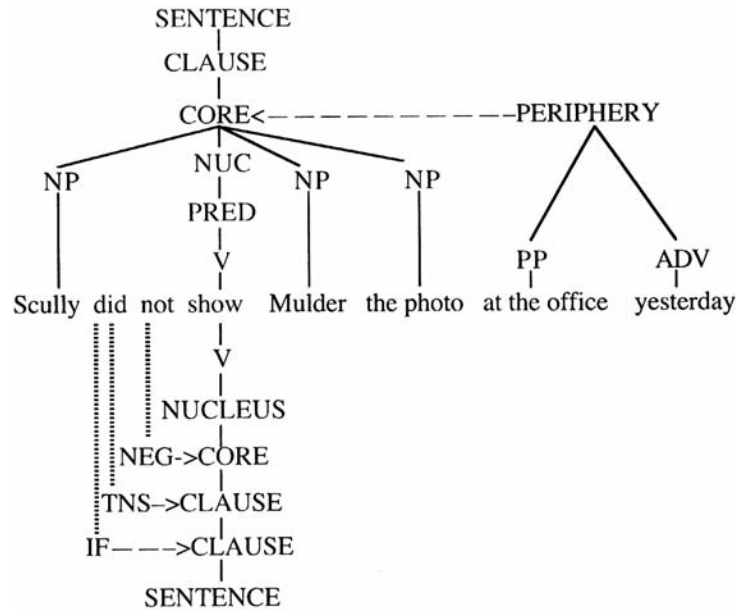 SENTENCE
CLAUSE
CORE<— — — — — — — — — —PERIPHERY
NP NUC NP NP
PRED
V PP ADV
Scully did not show Mulder the photo at the office yesterday
V
NUCLEUS
NEG->CORE
TNS–>CLAUSE
IF– — — –>CLAUSE
SENTENCE